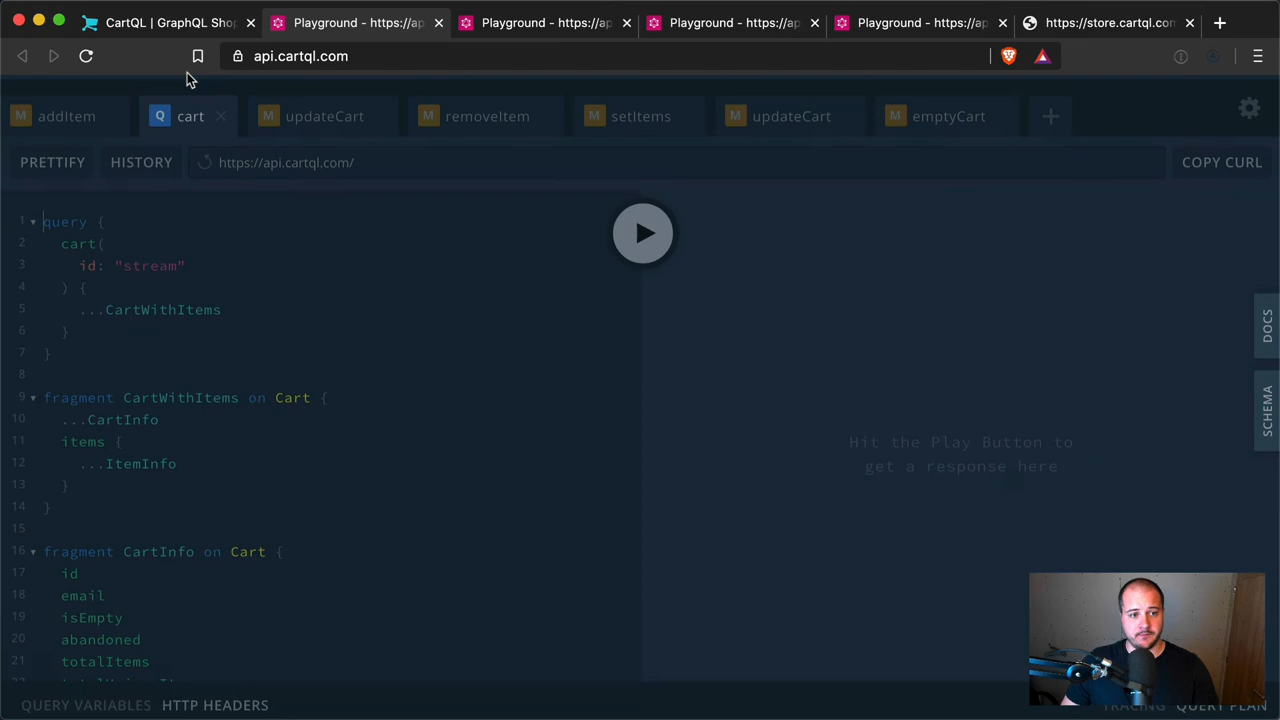 CartQL | GraphQL Sho
Playground - https://ap
Playground - https://ap
Playground - https://ap
Playground - https://ap
https://store.cartql.com
api.cartql.com
M addItem
Q cart
M updateCart
M removeItem
M setItems
M updateCart
M emptyCart
PRETTIFY
HISTORY
https://api.cartql.com/
COPY CURL
1 query {
2 cart(
3 id: "stream"
4 ) {
5 ...CartWithItems
6 }
7 }
8
9 fragment CartWithItems on Cart {
10 ...CartInfo
11 items {
12 ...ItemInfo
13 }
14 }
15
16 fragment CartInfo on Cart {
17 id
18 email
19 isEmpty
20 abandoned
21 totalItems
Hit the Play Button to
get a response here
DOCS
SCHEMA
QUERY VARIABLES
HTTP HEADERS
TRACING
QUERY PLAN